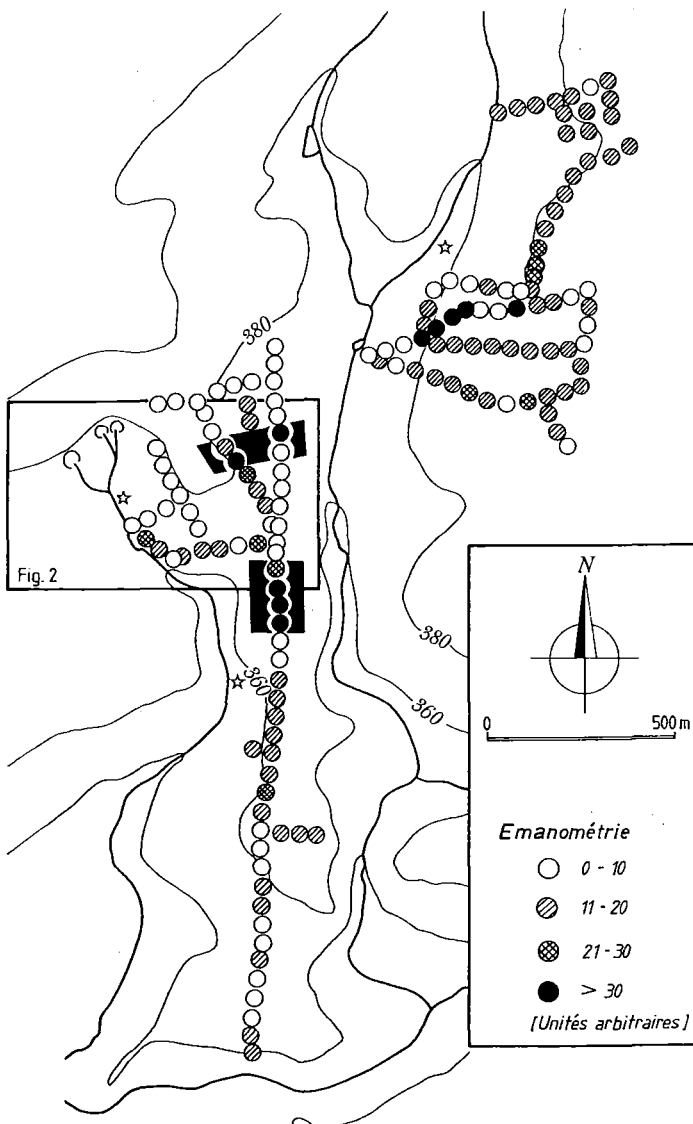 380
Fig. 2
360
380
360
N
0 500 m
Emanométrie
0 - 10
11 - 20
21 - 30
> 30
[Unités arbitraires]